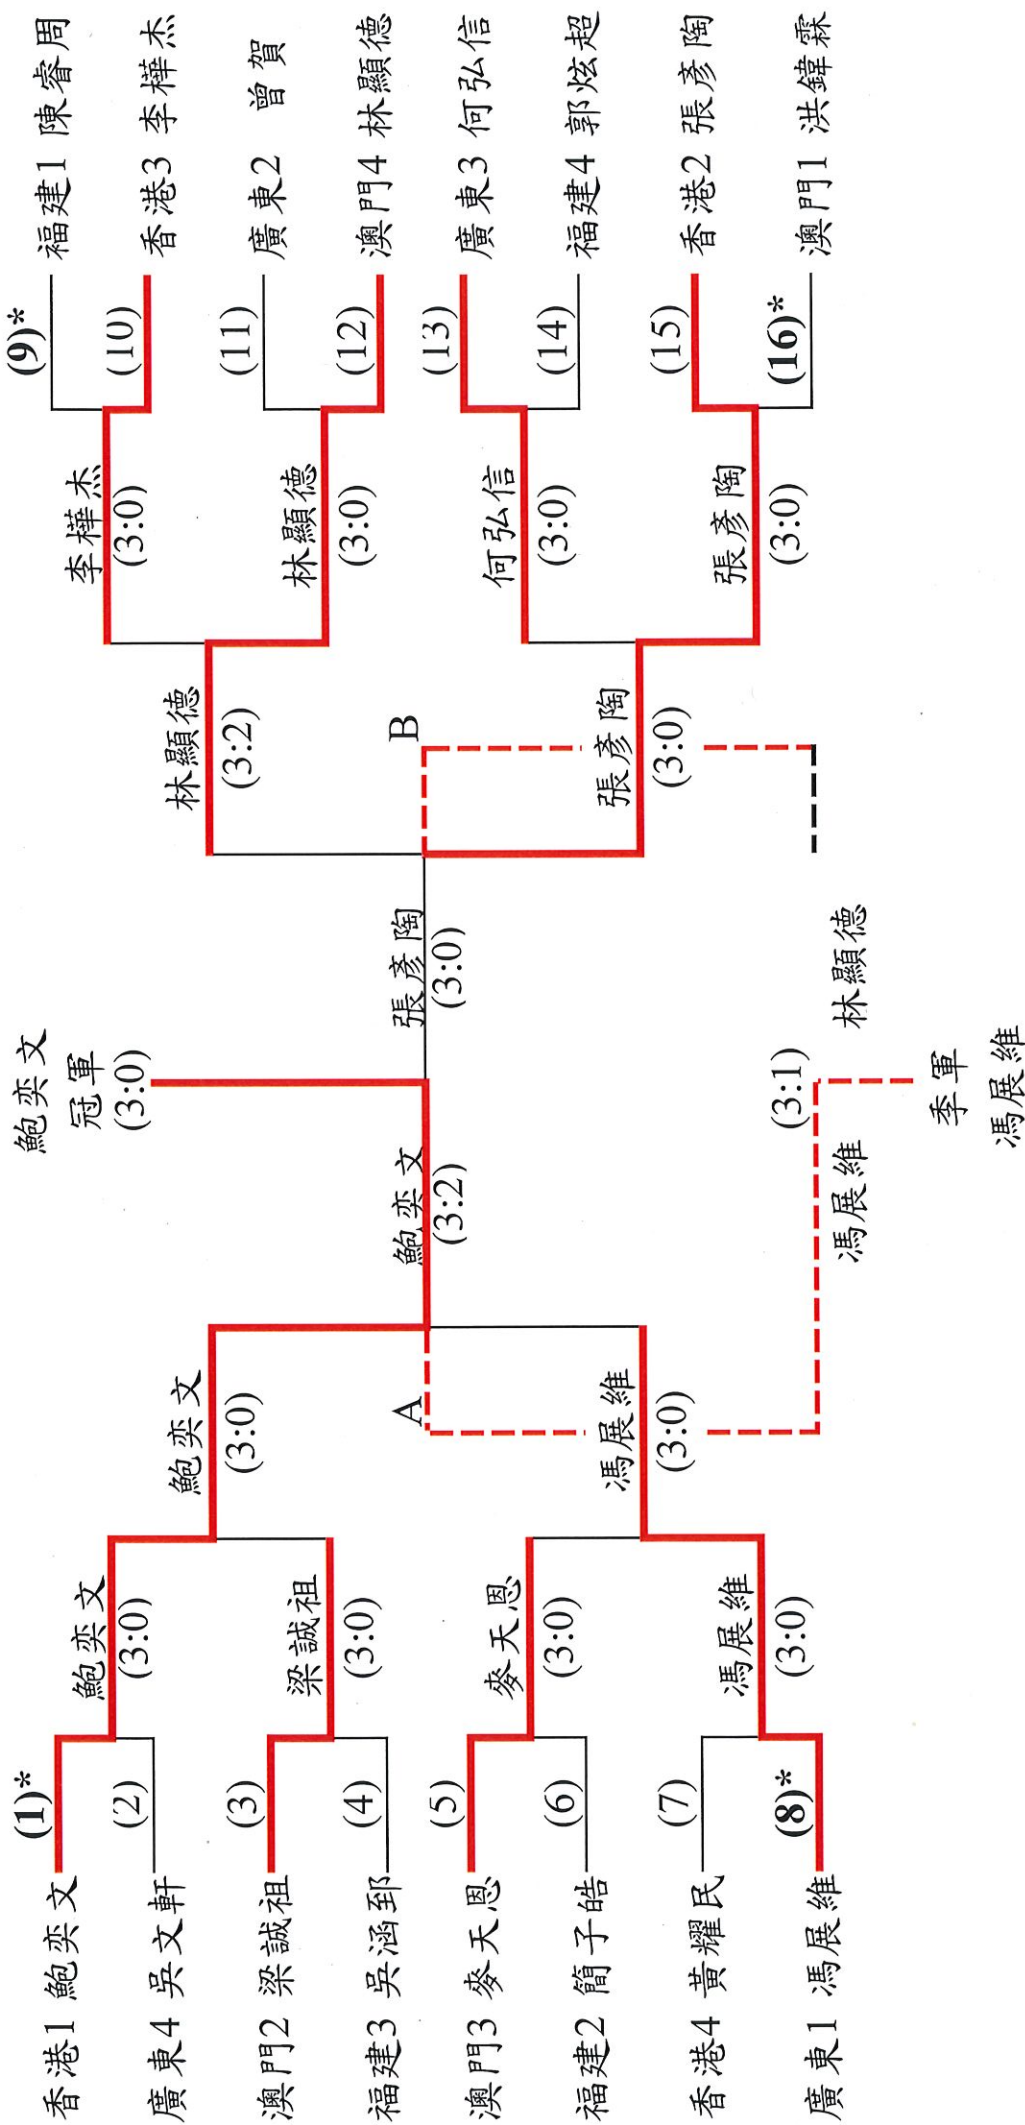 鮑奕文
冠軍
(3:0)
香港1 鮑奕文
(1)*
廣東4 吳文軒
(2)
鮑奕文
(3:0)
澳門2 梁誠祖
(3)
福建3 吳涵郅
(4)
梁誠祖
(3:0)
鮑奕文
(3:0)
澳門3 麥天恩
(5)
福建2 簡子皓
(6)
麥天恩
(3:0)
香港4 黃耀民
(7)
廣東1 馮展維
(8)*
馮展維
(3:0)
馮展維
(3:0)
A
鮑奕文
(3:2)
張彥陶
(3:0)
B
林顯德
(3:2)
張彥陶
(3:0)
李樺杰
(3:0)
林顯德
(3:0)
何弘信
(3:0)
張彥陶
(3:0)
(9)*
福建1 陳睿周
(10)
香港3 李樺杰
(11)
廣東2 曾賀
(12)
澳門4 林顯德
(13)
廣東3 何弘信
(14)
福建4 郭炫超
(15)
香港2 張彥陶
(16)*
澳門1 洪鍏霖
(3:1)
馮展維
林顯德
季軍
馮展維